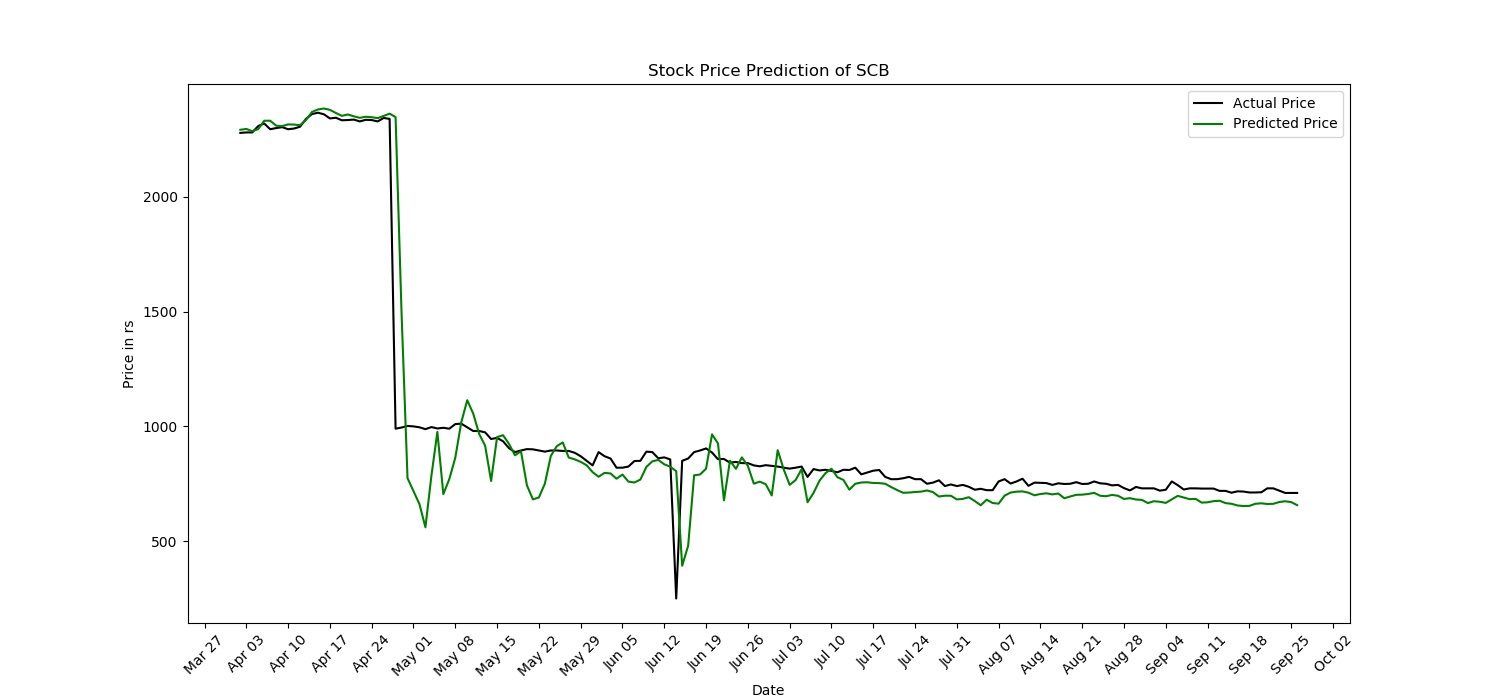 Stock Price Prediction of SCB
Actual Price
Predicted Price
Price in rs
2000
1500
1000
500
Mar 27
Apr 03
Apr 10
Apr 17
Apr 24
May 01
May 08
May 15
May 22
May 29
Jun 05
Jun 12
Jun 19
Jun 26
Jul 03
Jul 10
Jul 17
Jul 24
Jul 31
Aug 07
Aug 14
Aug 21
Aug 28
Sep 04
Sep 11
Sep 18
Sep 25
Oct 02
Date